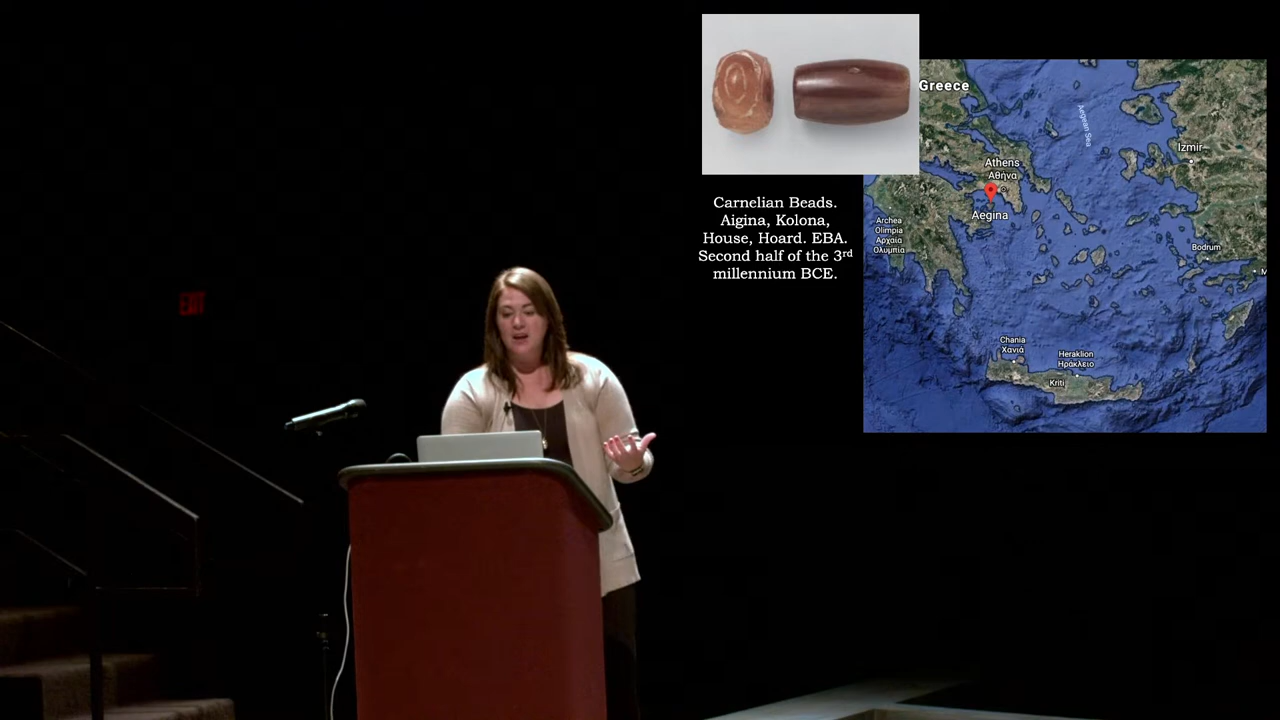 Carnelian Beads.
Aigina, Kolona,
House, Hoard. EBA.
Second half of the 3rd
millennium BCE.
Greece
Aegean Sea
Izmir
Athens
Αθήνα
Aegina
Archea
Olimpia
Αρχαία
Ολυμπία
Bodrum
M
Chania
Χανιά
Heraklion
Ηράκλειο
Kriti
EXIT